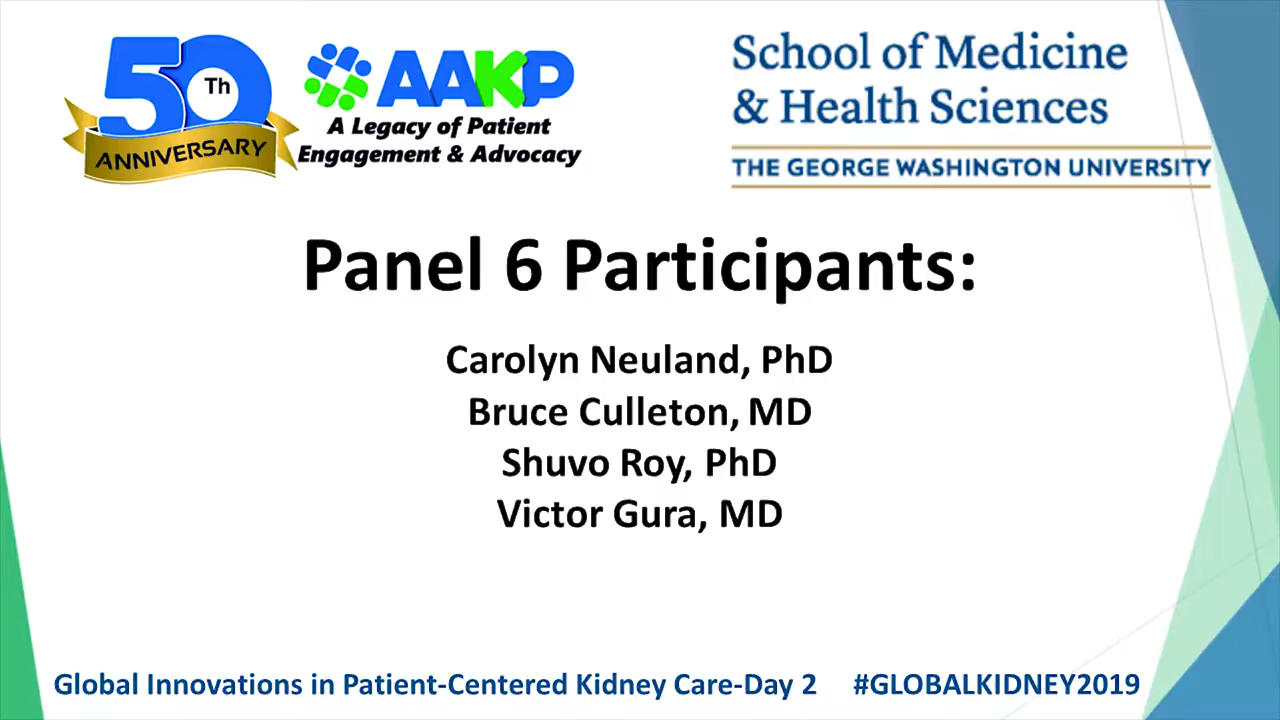 50Th
ANNIVERSARY
AAKP
A Legacy of Patient
Engagement & Advocacy
School of Medicine
& Health Sciences
THE GEORGE WASHINGTON UNIVERSITY
Panel 6 Participants:
Carolyn Neuland, PhD
Bruce Culleton, MD
Shuvo Roy, PhD
Victor Gura, MD
Global Innovations in Patient-Centered Kidney Care-Day 2 #GLOBALKIDNEY2019